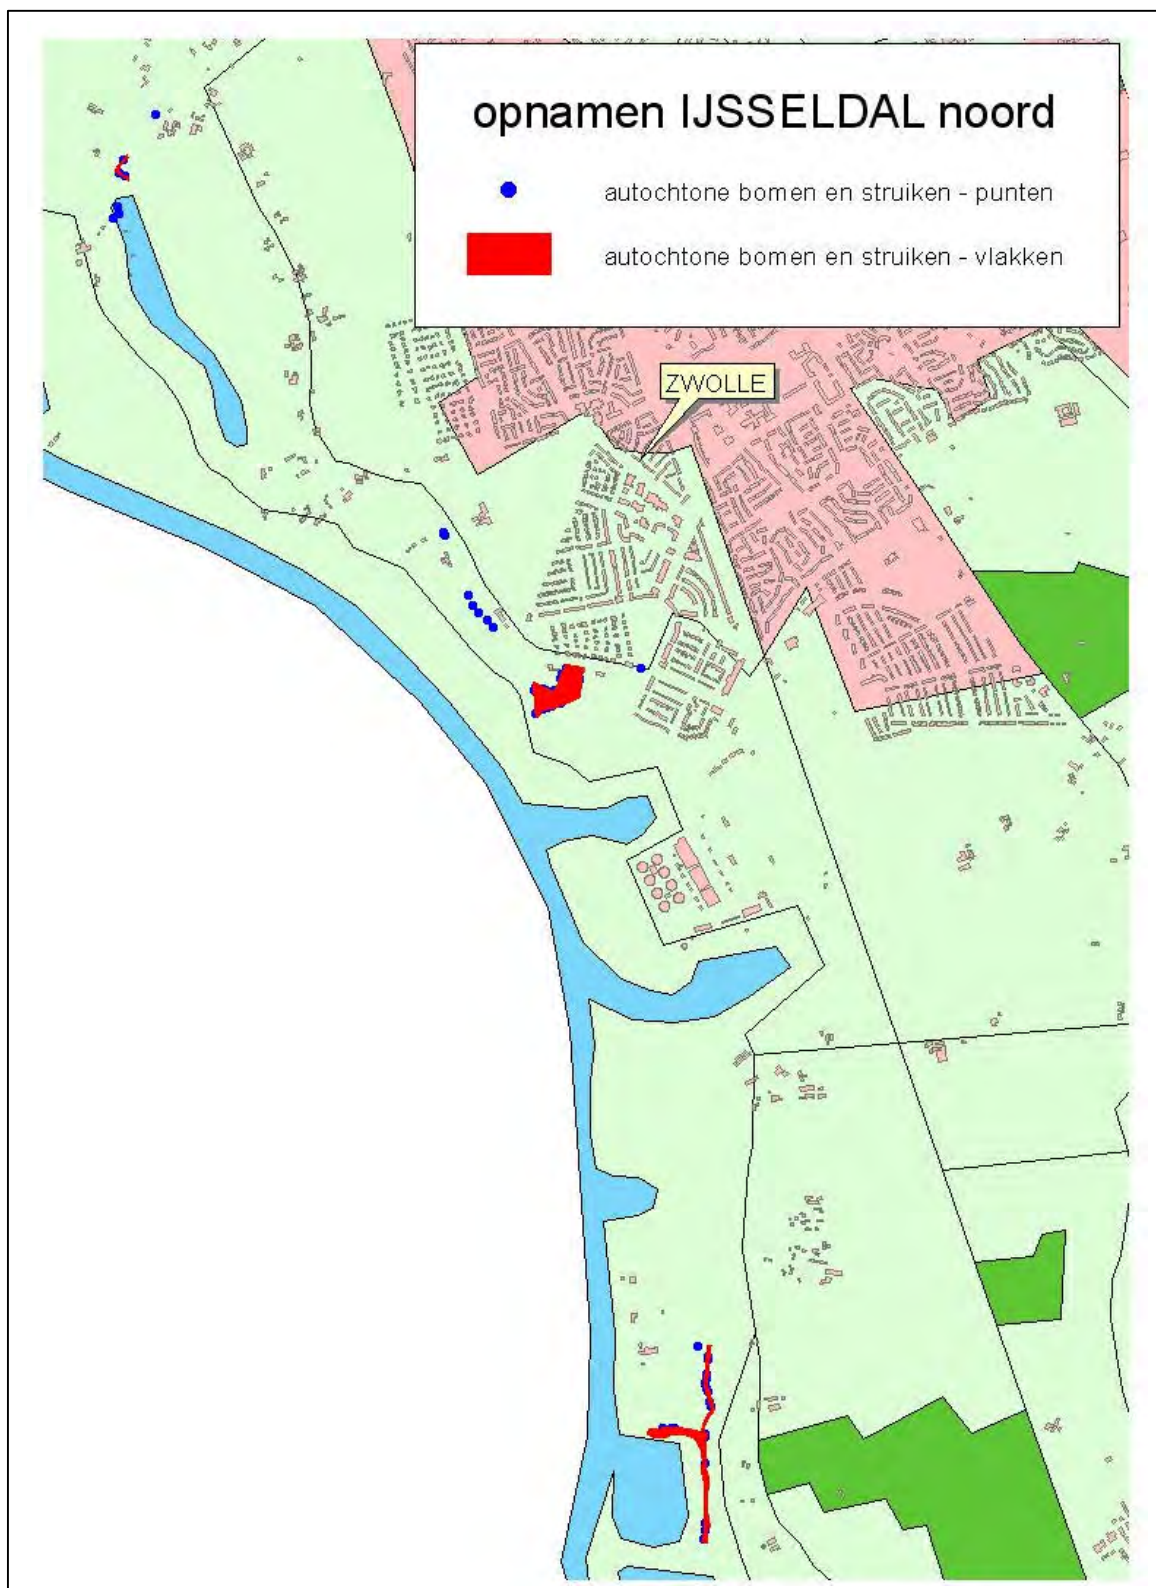 opnamen IJSSELDAL noord
autochtone bomen en struiken - punten
autochtone bomen en struiken - vlakken
ZWOLLE